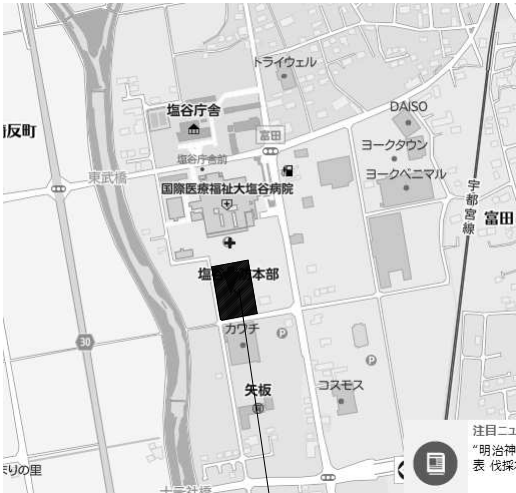 トライウェル
塩谷庁舎
DAISO
富田
ヨークタウン
塩谷庁舎前
ヨークベニマル
東武橋
国際医療福祉大塩谷病院
宇都宮線
富田
本部
カワチ
30
矢板
コスモス
注目ニュ
"明治神
表 伐採
りの里
反町